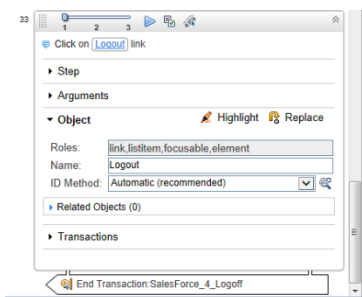 33
1 2 3
Click on Logout link
Step
Arguments
Object Highlight Replace
Roles: link,listitem,focusable,element
Name: Logout
ID Method: Automatic (recommended)
Related Objects (0)
Transactions
End Transaction:SalesForce_4_Logoff